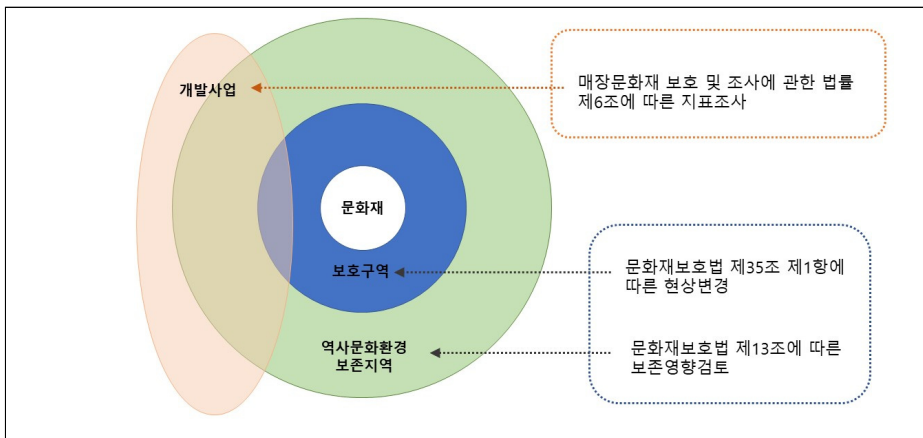 개발사업
매장문화재 보호 및 조사에 관한 법률
제6조에 따른 지표조사
문화재
보호구역
문화재보호법 제35조 제1항에
따른 현상변경
역사문화환경
보존지역
문화재보호법 제13조에 따른
보존영향검토